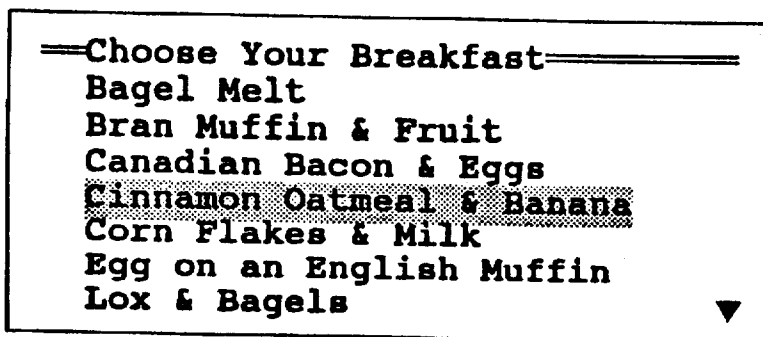 Choose Your Breakfast
Bagel Melt
Bran Muffin & Fruit
Canadian Bacon & Eggs
Cinnamon Oatmeal & Banana
Corn Flakes & Milk
Egg on an English Muffin
Lox & Bagels